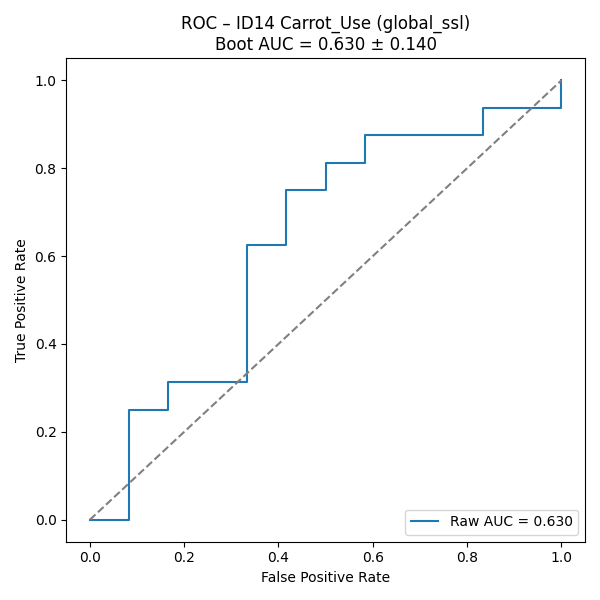 ROC – ID14 Carrot_Use (global_ssl)
Boot AUC = 0.630 ± 0.140
True Positive Rate
1.0
0.8
0.6
0.4
0.2
0.0
Raw AUC = 0.630
0.0 0.2 0.4 0.6 0.8 1.0
False Positive Rate